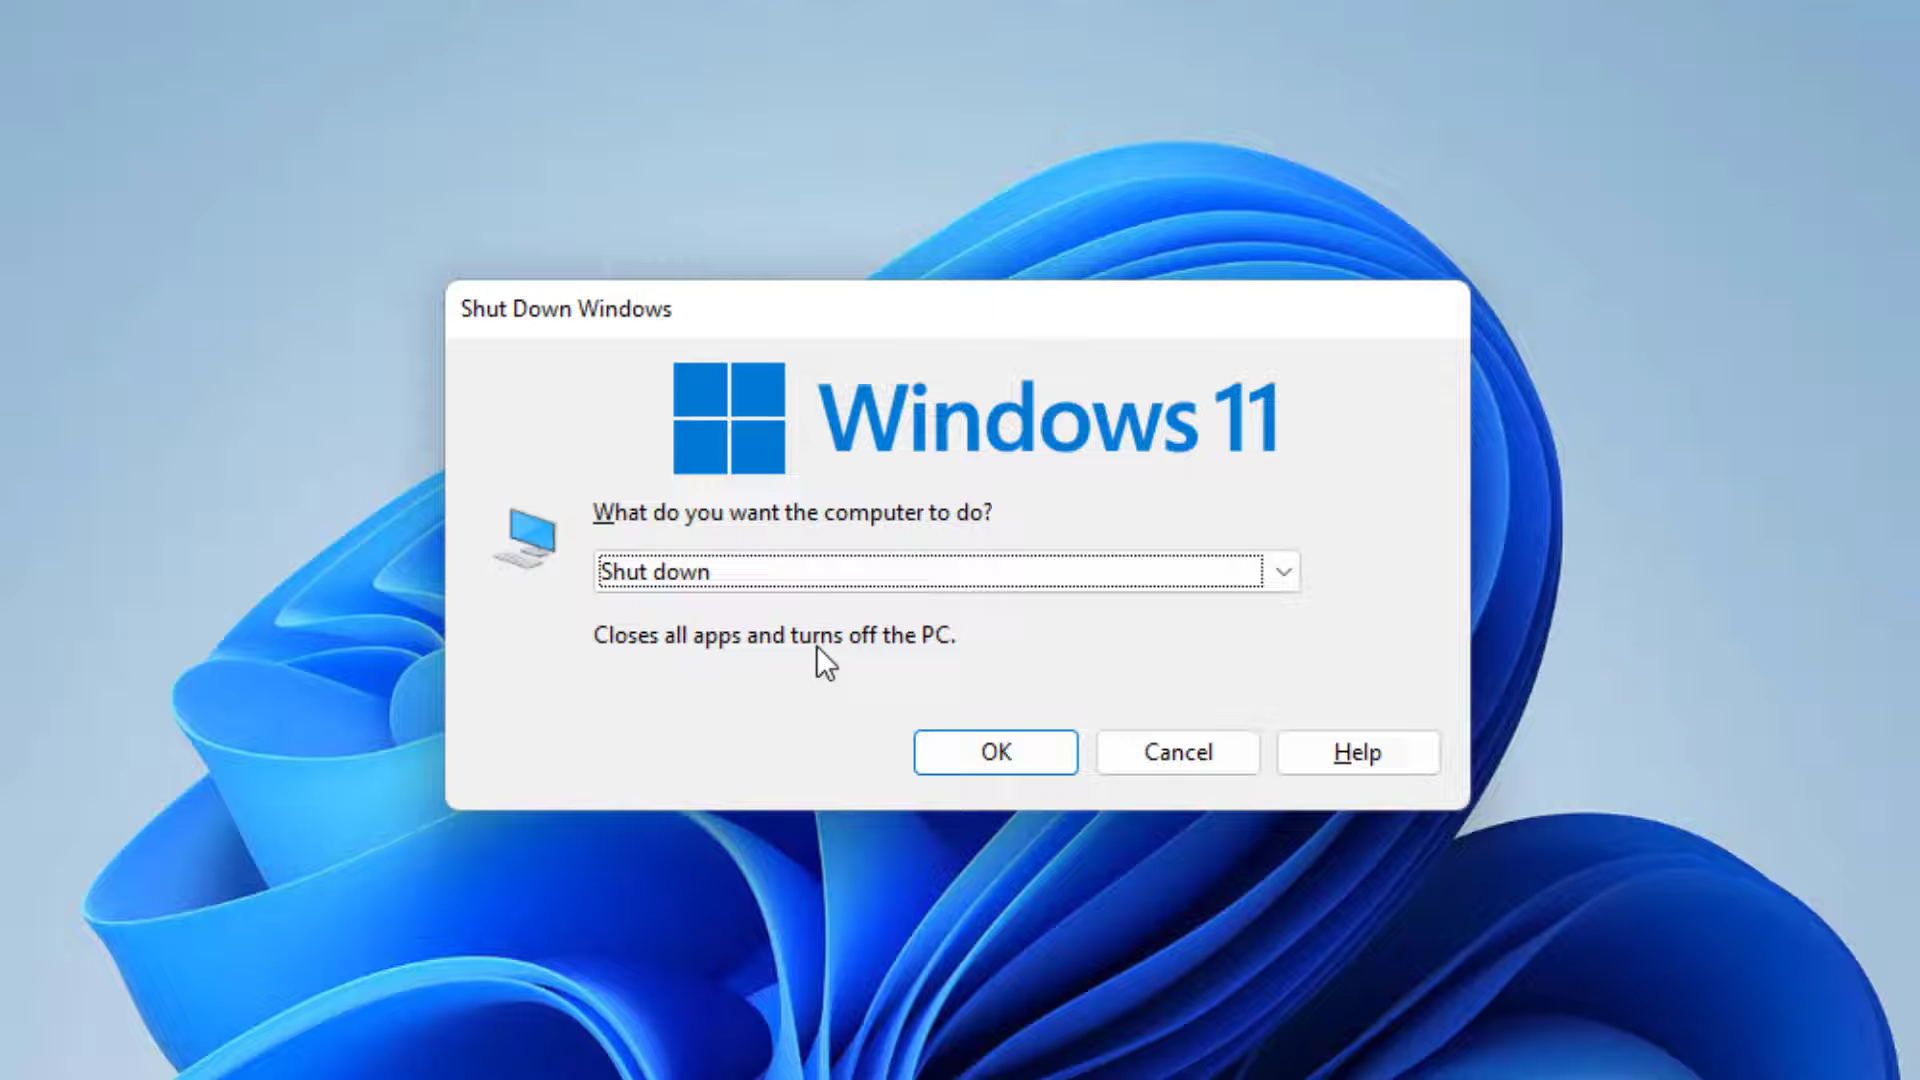 Shut Down Windows
Windows 11
What do you want the computer to do?
Shut down
Closes all apps and turns off the PC.
OK
Cancel
Help